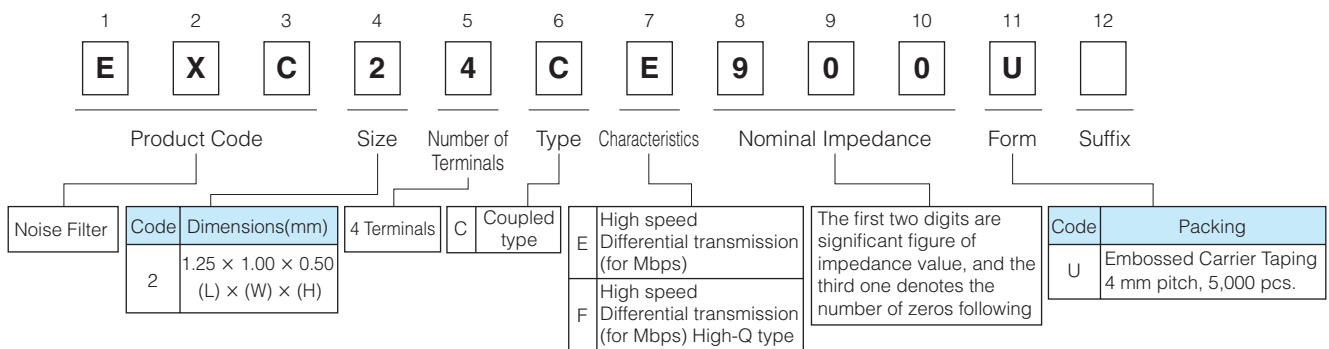 1 2 3 4 5 6 7 8 9 10 11 12
E X C 2 4 C E 9 0 0 U
Product Code Size Number of Terminals Type Characteristics Nominal Impedance Form Suffix
Noise Filter
Code Dimensions(mm)
2 1.25 × 1.00 × 0.50
(L) × (W) × (H)
4 Terminals
C Coupled
type
E High speed
Differential transmission
(for Mbps)
F High speed
Differential transmission
(for Mbps) High-Q type
The first two digits are
significant figure of
impedance value, and the
third one denotes the
number of zeros following
Code Packing
U Embossed Carrier Taping
4 mm pitch, 5,000 pcs.